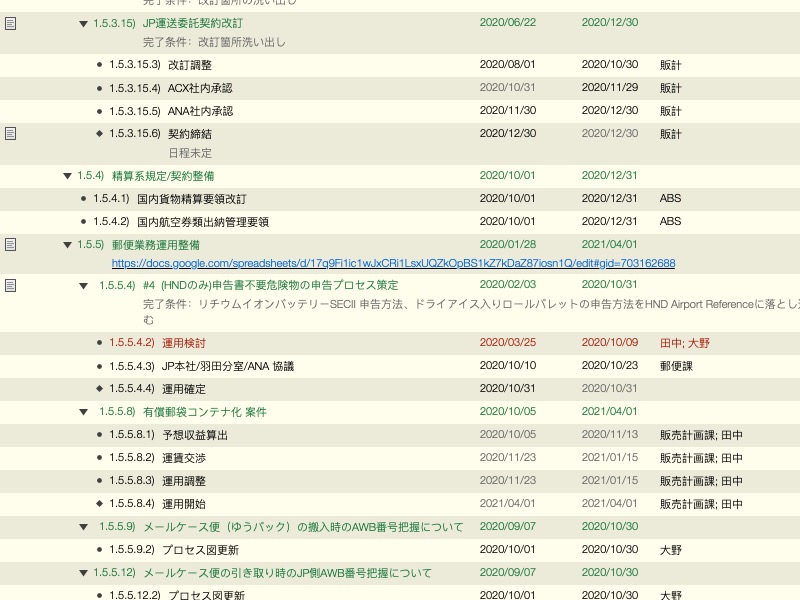 完了条件：改訂箇所の洗い出し
▼ 1.5.3.15) JP運送委託契約改訂 2020/06/22 2020/12/30
完了条件：改訂箇所洗い出し
• 1.5.3.15.3) 改訂調整 2020/08/01 2020/10/30 販計
• 1.5.3.15.4) ACX社内承認 2020/10/31 2020/11/29 販計
• 1.5.3.15.5) ANA社内承認 2020/11/30 2020/12/30 販計
◆ 1.5.3.15.6) 契約締結 2020/12/30 2020/12/30 販計
日程未定
▼ 1.5.4) 精算系規定/契約整備 2020/10/01 2020/12/31
• 1.5.4.1) 国内貨物精算要領改訂 2020/10/01 2020/12/31 ABS
• 1.5.4.2) 国内航空券類出納管理要領 2020/10/01 2020/12/31 ABS
▼ 1.5.5) 郵便業務運用整備 2020/01/28 2021/04/01
https://docs.google.com/spreadsheets/d/17q9Fi1ic1wJxCRi1LsxUQZkOpBS1kZ7kDaZ87iosn1Q/edit#gid=703162688
▼ 1.5.5.4) #4 (HNDのみ)申告書不要危険物の申告プロセス策定 2020/02/03 2020/10/31
完了条件：リチウムイオンバッテリーSECII 申告方法、ドライアイス入りロールパレットの申告方法をHND Airport Referenceに落とし込
む
• 1.5.5.4.2) 運用検討 2020/03/25 2020/10/09 田中; 大野
• 1.5.5.4.3) JP本社/羽田分室/ANA 協議 2020/10/10 2020/10/23 郵便課
◆ 1.5.5.4.4) 運用確定 2020/10/31 2020/10/31
▼ 1.5.5.8) 有償郵袋コンテナ化 案件 2020/10/05 2021/04/01
• 1.5.5.8.1) 予想収益算出 2020/10/05 2020/11/13 販売計画課; 田中
• 1.5.5.8.2) 運賃交渉 2020/11/23 2021/01/15 販売計画課; 田中
• 1.5.5.8.3) 運用調整 2020/11/23 2021/01/15 販売計画課; 田中
◆ 1.5.5.8.4) 運用開始 2021/04/01 2021/04/01 販売計画課; 田中
▼ 1.5.5.9) メールケース便（ゆうパック）の搬入時のAWB番号把握について 2020/09/07 2020/10/30
• 1.5.5.9.2) プロセス図更新 2020/10/01 2020/10/30 大野
▼ 1.5.5.12) メールケース便の引き取り時のJP側AWB番号把握について 2020/09/07 2020/10/30
• 1.5.5.12.2) プロセス図更新 2020/10/01 2020/10/30 大野